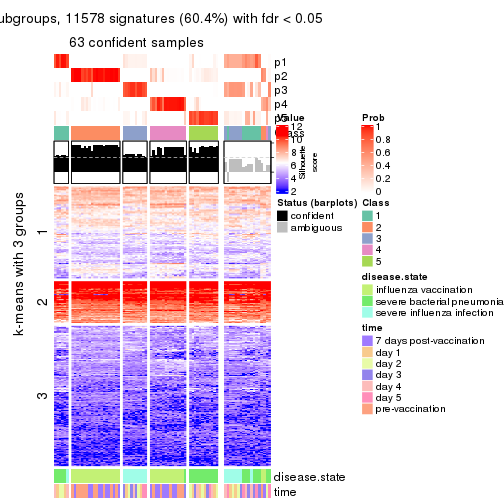 ubgroups, 11578 signatures (60.4%) with fdr < 0.05
63 confident samples
p1
p2
p3
p4
Class
Value
12
10
8
6
4
2
Silhouette
score
Prob
1
0.8
0.6
0.4
0.2
0
Status (barplots)
confident
ambiguous
Class
1
2
3
4
5
disease.state
influenza vaccination
severe bacterial pneumonia
severe influenza infection
time
7 days post-vaccination
day 1
day 2
day 3
day 4
day 5
pre-vaccination
k-means with 3 groups
1
2
3
disease.state
time